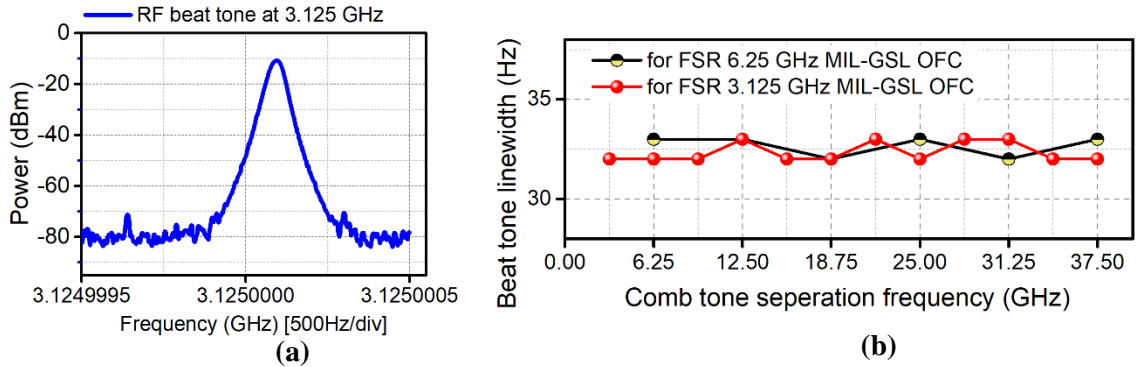 RF beat tone at 3.125 GHz
0
-20
-40
-60
-80
Power (dBm)
3.12499995
3.1250000
3.12500005
Frequency (GHz) [500Hz/div]
(a)
for FSR 6.25 GHz MIL-GSL OFC
for FSR 3.125 GHz MIL-GSL OFC
35
30
Beat tone linewidth (Hz)
0.00
6.25
12.50
18.75
25.00
31.25
37.50
Comb tone seperation frequency (GHz)
(b)